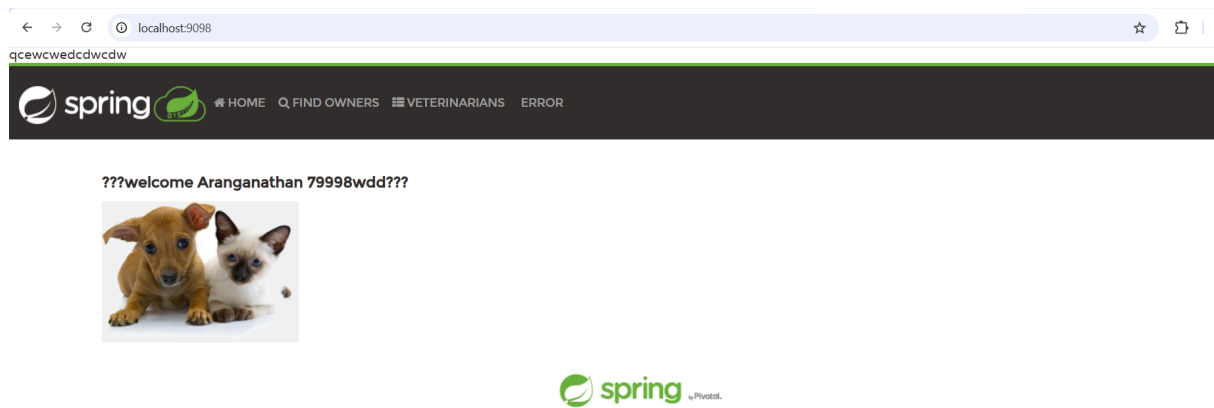 localhost:9098
qcewcwedcdwcdw
spring HOME FIND OWNERS VETERINARIANS ERROR
???welcome Aranganathan 79998wdd???
spring by Pivotal.